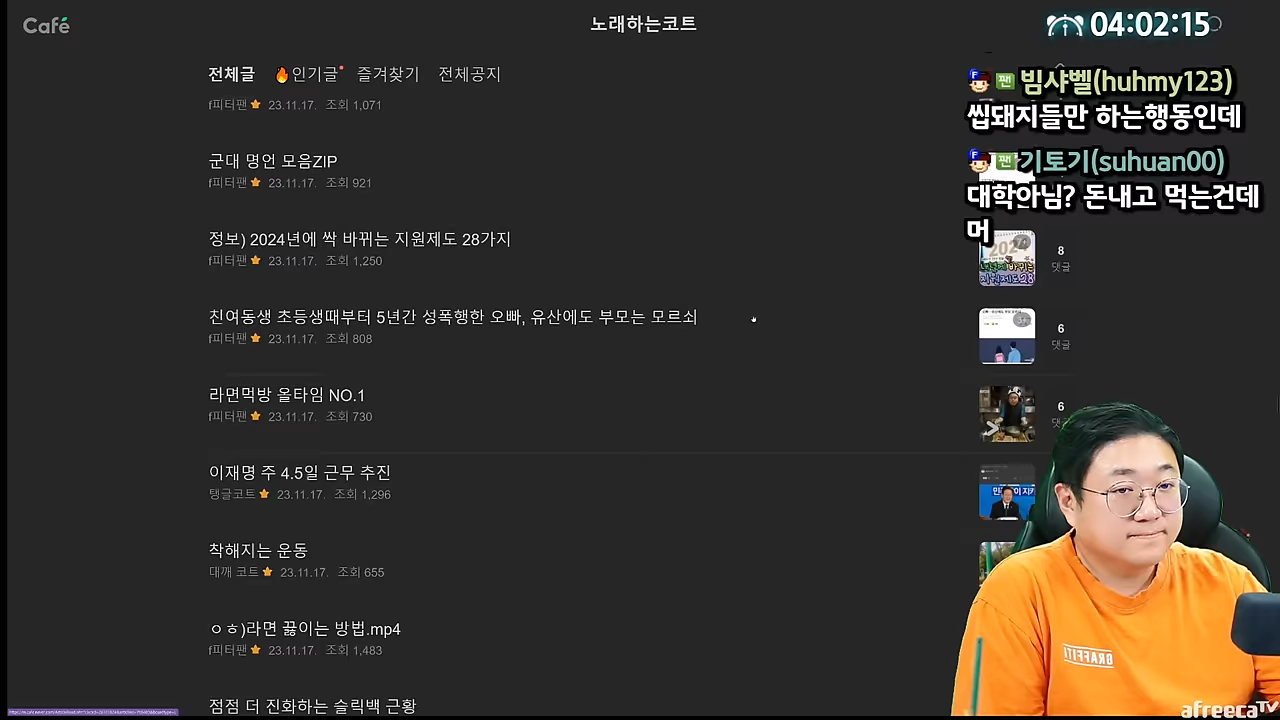 Café
노래하는코트
04:02:15
전체글 🔥인기글 즐겨찾기 전체공지
f피터팬 23.11.17. 조회 1,071
빔샤벨(huhmy123)
씹돼지들만 하는행동인데
군대 명언 모음ZIP
f피터팬 23.11.17. 조회 921
기토기(suhuan00)
대학아님? 돈내고 먹는건데
머
정보) 2024년에 싹 바뀌는 지원제도 28가지
f피터팬 23.11.17. 조회 1,250
8
댓글
친여동생 초등생때부터 5년간 성폭행한 오빠, 유산에도 부모는 모르쇠
f피터팬 23.11.17. 조회 808
6
댓글
라면먹방 올타임 NO.1
f피터팬 23.11.17. 조회 730
6
이재명 주 4.5일 근무 추진
탱글코트 23.11.17. 조회 1,296
착해지는 운동
대깨 코트 23.11.17. 조회 655
ㅇㅎ)라면 끓이는 방법.mp4
f피터팬 23.11.17. 조회 1,483
점점 더 진화하는 슬릭백 근황
GRAFFITI
afreecaTV